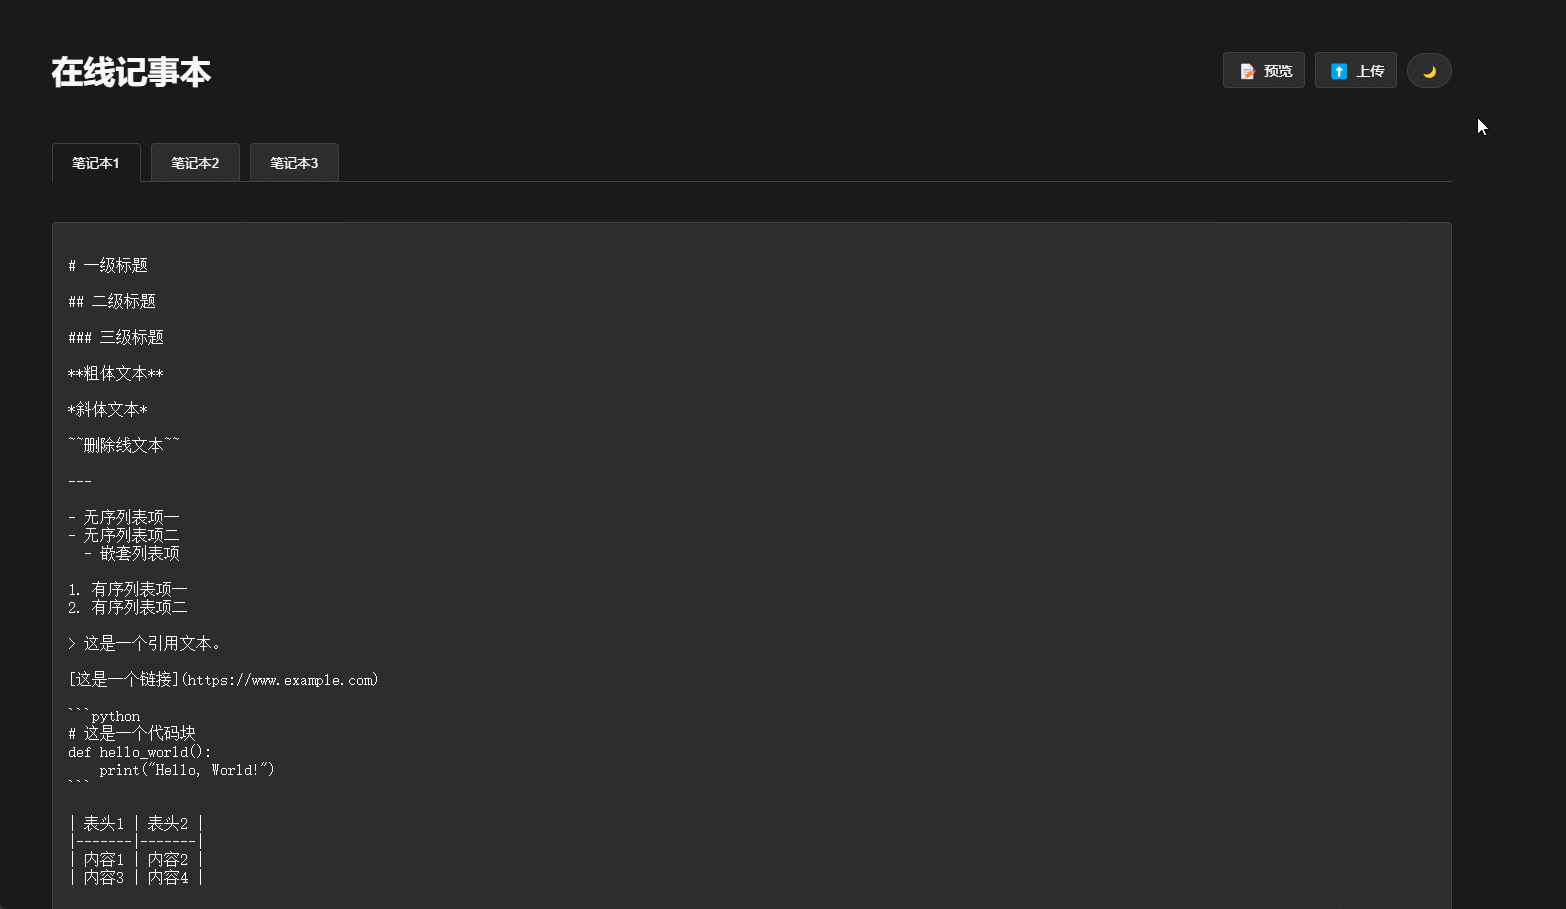 在线记事本
📝 预览 ⬆️ 上传 🌙
笔记本1 笔记本2 笔记本3
# 一级标题
## 二级标题
### 三级标题
**粗体文本**
*斜体文本*
~~删除线文本~~
---
- 无序列表项一
- 无序列表项二
  - 嵌套列表项
1. 有序列表项一
2. 有序列表项二
> 这是一个引用文本。
[这是一个链接](https://www.example.com)
```python
# 这是一个代码块
def hello_world():
    print("Hello, World!")
```
| 表头1 | 表头2 |
|-------|-------|
| 内容1 | 内容2 |
| 内容3 | 内容4 |